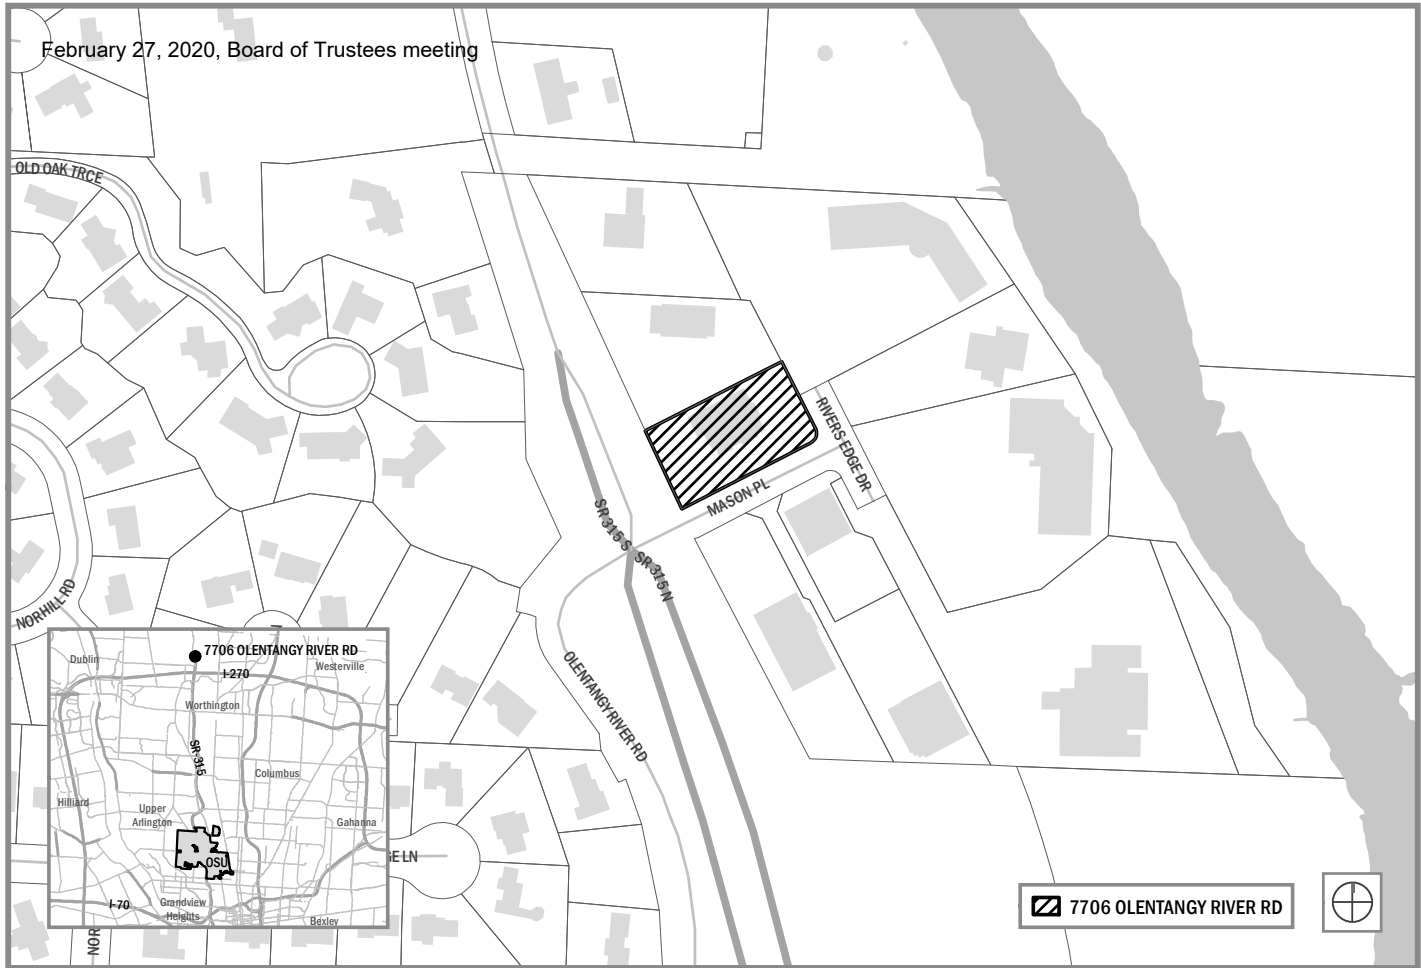 February 27, 2020, Board of Trustees meeting
OLD OAK TRCE
RIVERS EDGE DR
MASON PL
SR 315 S
SR 315 N
NORHILL RD
OLENTANGY RIVER RD
7706 OLENTANGY RIVER RD
Dublin
Westerville
I-270
Worthington
SR-315
Columbus
Hilliard
Upper
Arlington
Gahanna
OSU
GE LN
I-70
Grandview
Heights
Bexley
NOR
7706 OLENTANGY RIVER RD